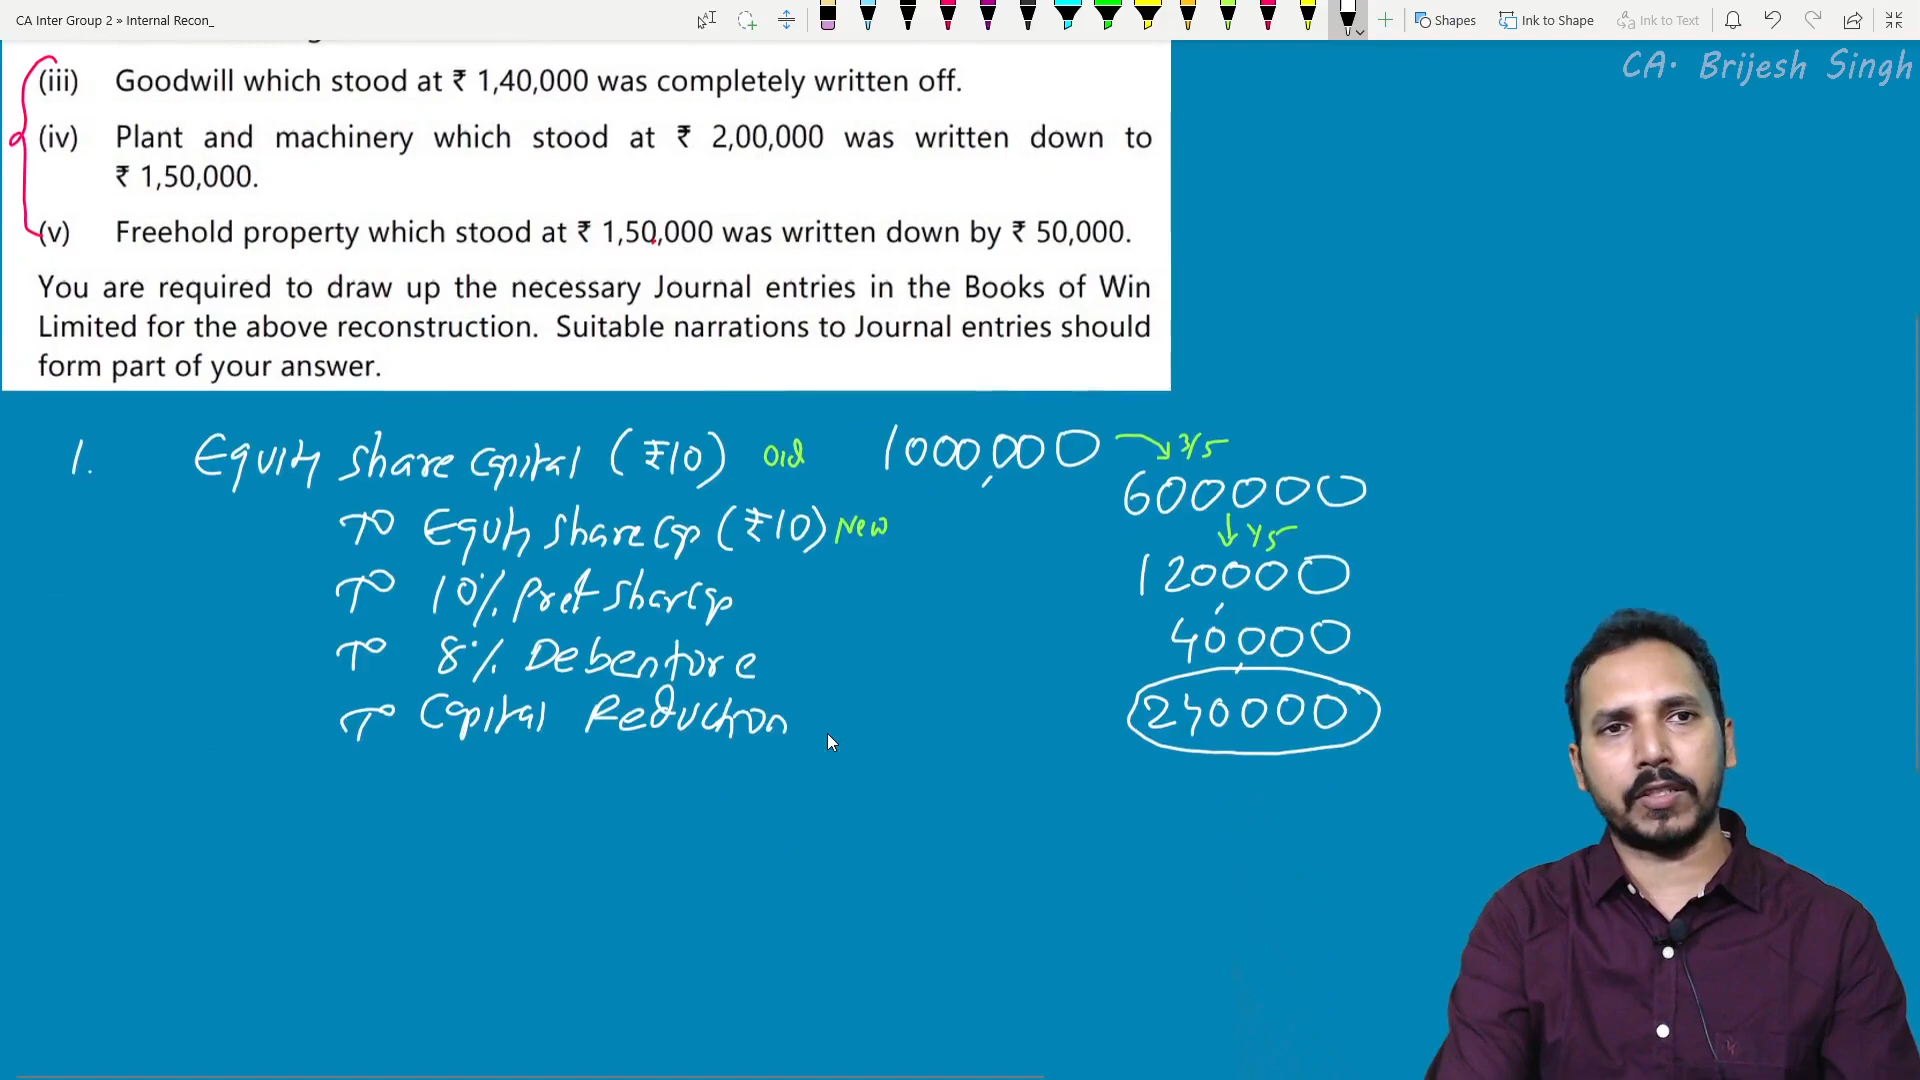 CA Inter Group 2 » Internal Recon_
Shapes Ink to Shape Ink to Text
CA. Brijesh Singh
(iii) Goodwill which stood at ₹ 1,40,000 was completely written off.
(iv) Plant and machinery which stood at ₹ 2,00,000 was written down to
₹ 1,50,000.
(v) Freehold property which stood at ₹ 1,50,000 was written down by ₹ 50,000.
You are required to draw up the necessary Journal entries in the Books of Win
Limited for the above reconstruction. Suitable narrations to Journal entries should
form part of your answer.
1. Equity Share Capital (₹10) Old 1000,000 3/5
600000
To Equity Share Cap (₹10) New 1/5
To 10% Pref Share Cap 120000
To 8% Debenture 40000
To Capital Reduction 240000